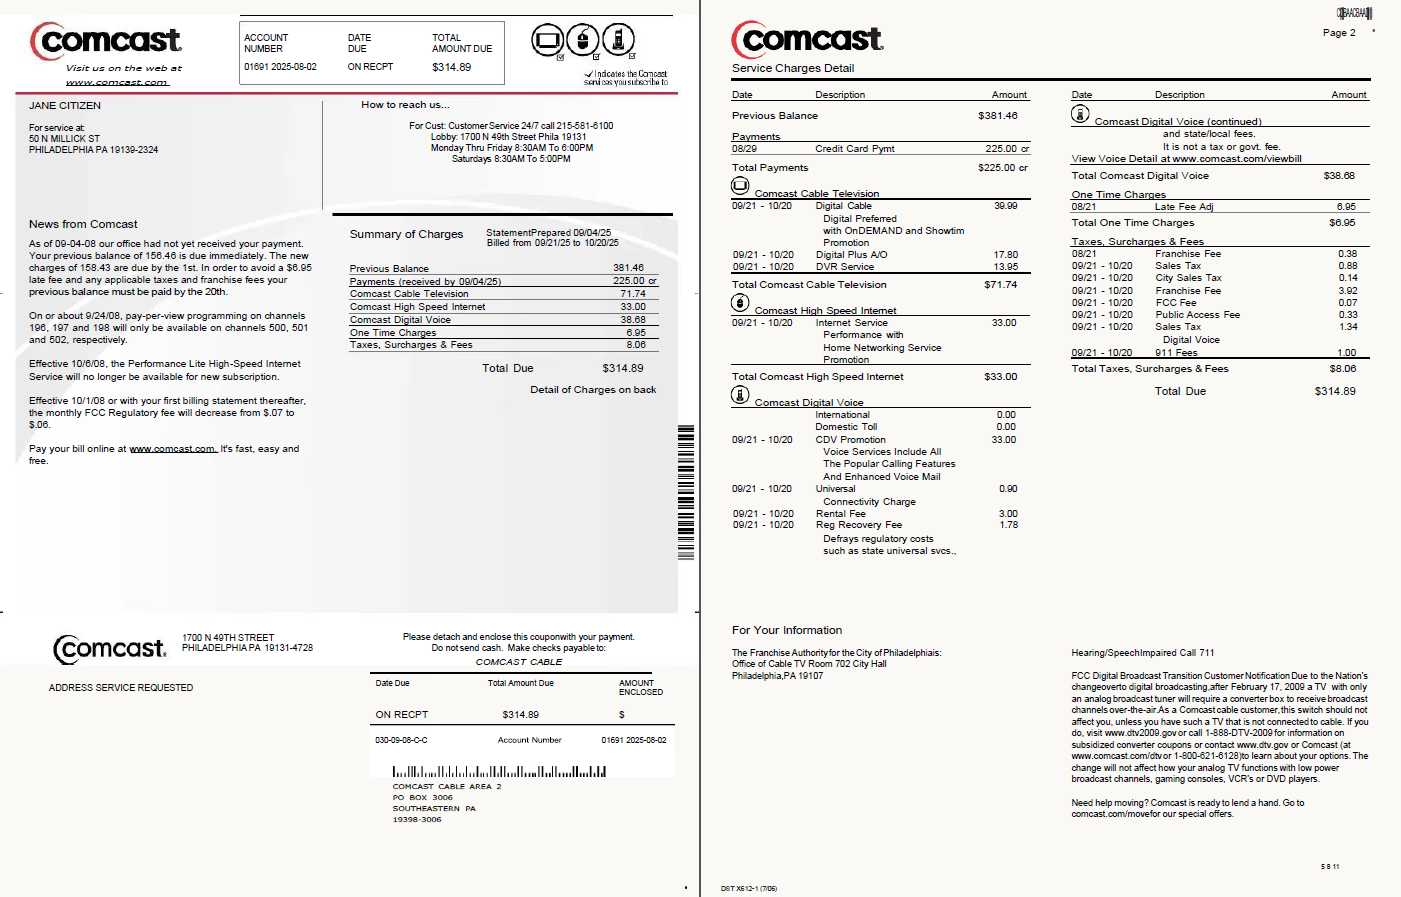 comcast
Visit us on the web at
www.comcast.com
ACCOUNT NUMBER DATE DUE TOTAL AMOUNT DUE
01691 2025-08-02 ON RECPT $314.89
✓ Indicates the Comcast
services you subscribe to
JANE CITIZEN
For service at:
50 N MILLICK ST
PHILADELPHIA PA 19139-2324
How to reach us...
For Cust: Customer Service 24/7 call 215-581-6100
Lobby: 1700 N 49th Street Phila 19131
Monday Thru Friday 8:30AM To 6:00PM
Saturdays 8:30AM To 5:00PM
News from Comcast
As of 09-04-08 our office had not yet received your payment.
Your previous balance of 156.46 is due immediately. The new
charges of 158.43 are due by the 1st. In order to avoid a $6.95
late fee and any applicable taxes and franchise fees your
previous balance must be paid by the 20th.
On or about 9/24/08, pay-per-view programming on channels
196, 197 and 198 will only be available on channels 500, 501
and 502, respectively.
Effective 10/6/08, the Performance Lite High-Speed Internet
Service will no longer be available for new subscription.
Effective 10/1/08 or with your first billing statement thereafter,
the monthly FCC Regulatory fee will decrease from $.07 to
$.06.
Pay your bill online at www.comcast.com. It's fast, easy and
free.
Summary of Charges
Statement Prepared 09/04/25
Billed from 09/21/25 to 10/20/25
Previous Balance 381.46
Payments (received by 09/04/25) 225.00 cr
Comcast Cable Television 71.74
Comcast High Speed Internet 33.00
Comcast Digital Voice 38.68
One Time Charges 6.95
Taxes, Surcharges & Fees 8.06
Total Due $314.89
Detail of Charges on back
comcast.
1700 N 49TH STREET
PHILADELPHIA PA 19131-4728
ADDRESS SERVICE REQUESTED
Please detach and enclose this coupon with your payment.
Do not send cash. Make checks payable to:
COMCAST CABLE
Date Due Total Amount Due AMOUNT ENCLOSED
ON RECPT $314.89 $
030-09-08-C-C Account Number 01691 2025-08-02
COMCAST CABLE AREA 2
PO BOX 3006
SOUTHEASTERN PA
19398-3006
Page 2
comcast
Service Charges Detail
Date Description Amount
Previous Balance $381.46
Payments
08/29 Credit Card Pymt 225.00 cr
Total Payments $225.00 cr
Comcast Cable Television
09/21 - 10/20 Digital Cable 39.99
Digital Preferred
with OnDEMAND and Showtim
Promotion
09/21 - 10/20 Digital Plus A/O 17.80
09/21 - 10/20 DVR Service 13.95
Total Comcast Cable Television $71.74
Comcast High Speed Internet
09/21 - 10/20 Internet Service 33.00
Performance with
Home Networking Service
Promotion
Total Comcast High Speed Internet $33.00
Comcast Digital Voice
International 0.00
Domestic Toll 0.00
09/21 - 10/20 CDV Promotion 33.00
Voice Services Include All
The Popular Calling Features
And Enhanced Voice Mail
09/21 - 10/20 Universal 0.90
Connectivity Charge
09/21 - 10/20 Rental Fee 3.00
09/21 - 10/20 Reg Recovery Fee 1.78
Defrays regulatory costs
such as state universal svcs.,
Date Description Amount
Comcast Digital Voice (continued)
and state/local fees.
It is not a tax or govt. fee.
View Voice Detail at www.comcast.com/viewbill
Total Comcast Digital Voice $38.68
One Time Charges
08/21 Late Fee Adj 6.95
Total One Time Charges $6.95
Taxes, Surcharges & Fees
08/21 Franchise Fee 0.38
09/21 - 10/20 Sales Tax 0.88
09/21 - 10/20 City Sales Tax 0.14
09/21 - 10/20 Franchise Fee 3.92
09/21 - 10/20 FCC Fee 0.07
09/21 - 10/20 Public Access Fee 0.33
09/21 - 10/20 Sales Tax 1.34
Digital Voice
09/21 - 10/20 911 Fees 1.00
Total Taxes, Surcharges & Fees $8.06
Total Due $314.89
For Your Information
The Franchise Authority for the City of Philadelphia is:
Office of Cable TV Room 702 City Hall
Philadelphia, PA 19107
Hearing/Speech Impaired Call 711
FCC Digital Broadcast Transition Customer Notification Due to the Nation's
changeover to digital broadcasting, after February 17, 2009 a TV with only
an analog broadcast tuner will require a converter box to receive broadcast
channels over-the-air. As a Comcast cable customer, this switch should not
affect you, unless you have such a TV that is not connected to cable. If you
do, visit www.dtv2009.gov or call 1-888-DTV-2009 for information on
subsidized converter coupons or contact www.dtv.gov or Comcast (at
www.comcast.com/dtv or 1-800-621-6128) to learn about your options. The
change will not affect how your analog TV functions with low power
broadcast channels, gaming consoles, VCR's or DVD players.
Need help moving? Comcast is ready to lend a hand. Go to
comcast.com/move for our special offers.
5 8 11
DST X612-1 (7/06)